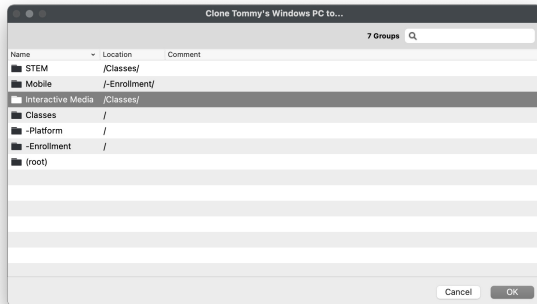 Clone Tommy's Windows PC to...
7 Groups
Name Location Comment
STEM /Classes/
Mobile /-Enrollment/
Interactive Media /Classes/
Classes /
-Platform /
-Enrollment /
(root)
Cancel OK